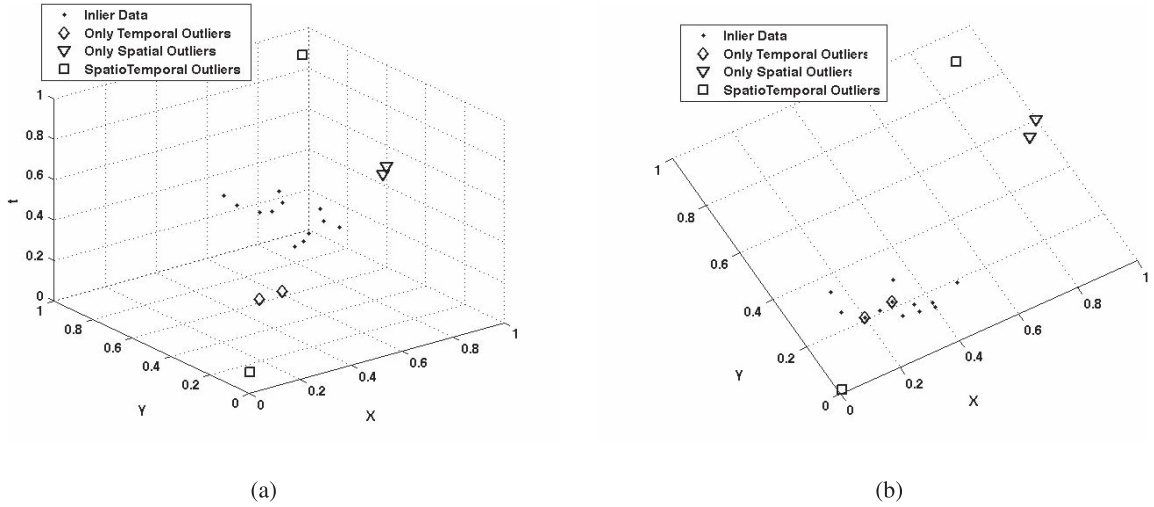 Inlier Data
Only Temporal Outliers
Only Spatial Outliers
SpatioTemporal Outliers
1
0.8
0.6
0.4
0.2
0
t
1
0.8
0.6
0.4
0.2
0
Y
0
0.2
0.4
0.6
0.8
1
X
(a)
Inlier Data
Only Temporal Outliers
Only Spatial Outliers
SpatioTemporal Outliers
1
0.8
0.6
0.4
0.2
0
Y
0
0.2
0.4
0.6
0.8
1
X
(b)